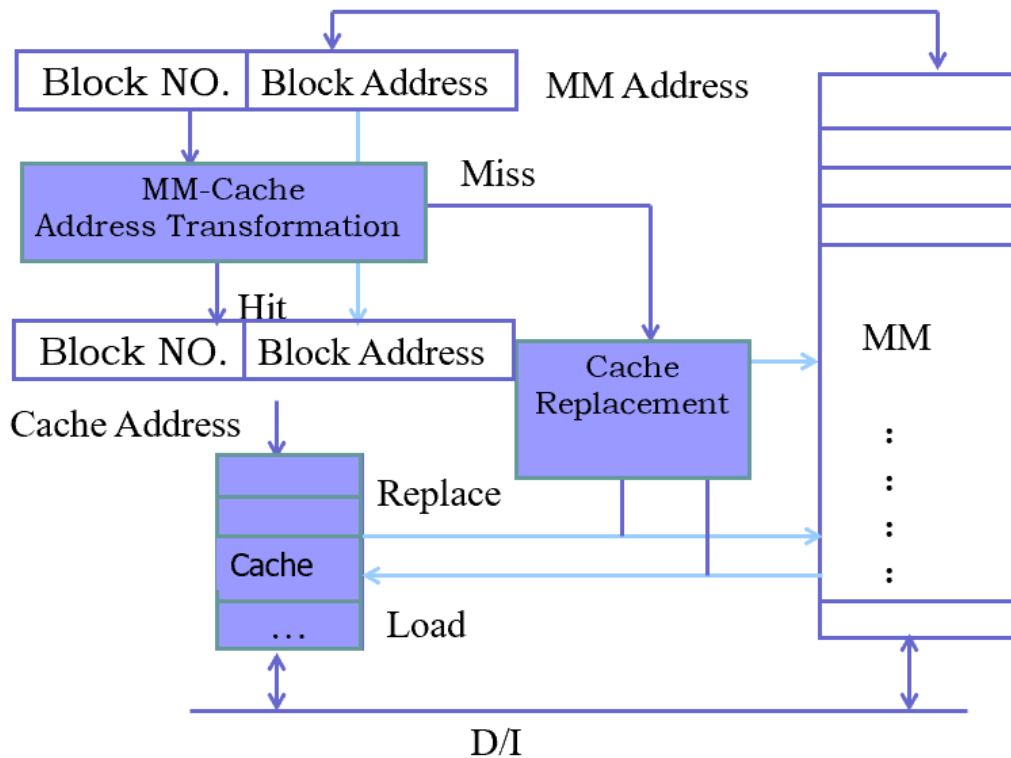 Block NO. Block Address
MM Address
MM-Cache
Address Transformation
Miss
Hit
Block NO. Block Address
Cache
Replacement
MM
:
:
:
:
Cache Address
Replace
Cache
Load
...
D/I